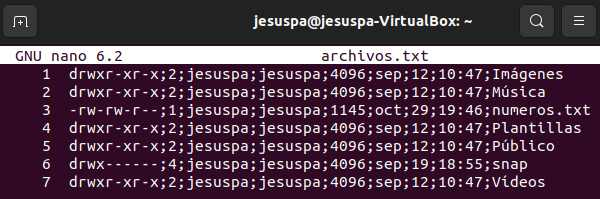 jesuspa@jesuspa-VirtualBox: ~
GNU nano 6.2 archivos.txt
1 drwxr-xr-x;2;jesuspa;jesuspa;4096;sep;12;10:47;Imágenes
2 drwxr-xr-x;2;jesuspa;jesuspa;4096;sep;12;10:47;Música
3 -rw-rw-r--;1;jesuspa;jesuspa;1145;oct;29;19:46;numeros.txt
4 drwxr-xr-x;2;jesuspa;jesuspa;4096;sep;12;10:47;Plantillas
5 drwxr-xr-x;2;jesuspa;jesuspa;4096;sep;12;10:47;Público
6 drwx------;4;jesuspa;jesuspa;4096;sep;19;18:55;snap
7 drwxr-xr-x;2;jesuspa;jesuspa;4096;sep;12;10:47;Vídeos